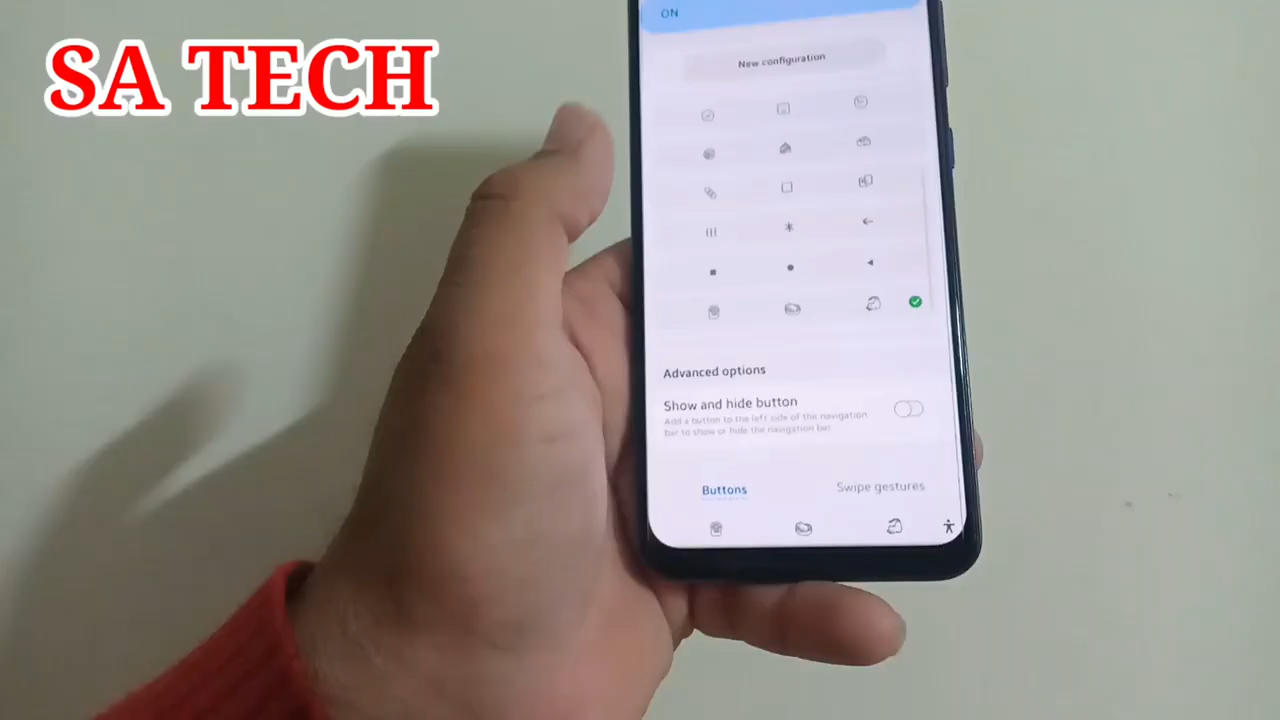 SA TECH
ON
New configuration
Advanced options
Show and hide button
Add a button to the left side of the navigation
bar to show or hide the navigation bar.
Buttons
Swipe gestures